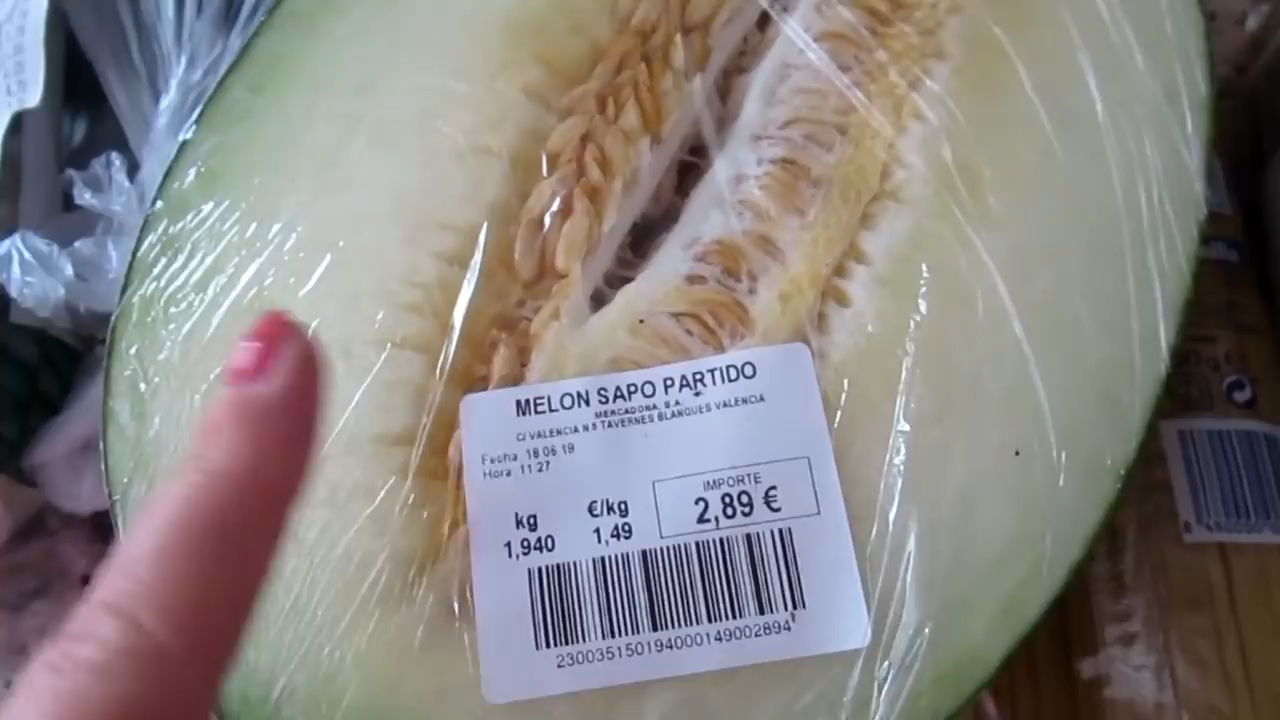 MELON SAPO PARTIDO
MERCADONA, S.A.
C/ VALENCIA N 5 TAVERNES BLANQUES VALENCIA
Fecha 18 06 19
Hora 11 27
kg
€/kg
IMPORTE
1,940
1,49
2,89 €
230035150194000149002894